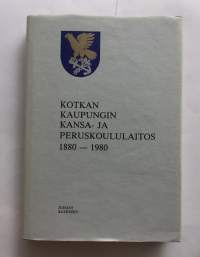 KOTKAN
KAUPUNGIN
KANSA- JA
PERUSKOULULAITOS
1880 — 1980